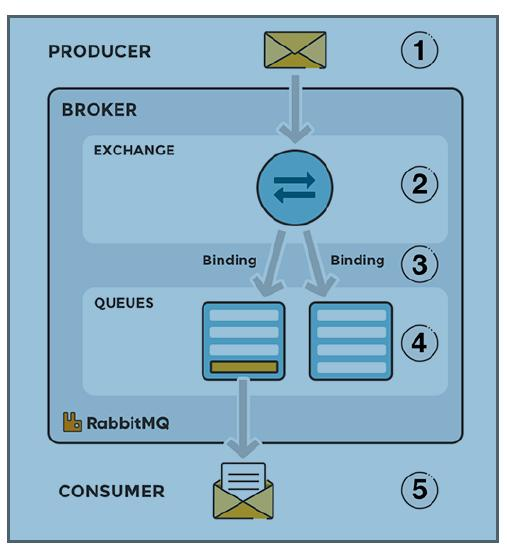 PRODUCER 1
BROKER
EXCHANGE
2
Binding Binding 3
QUEUES
4
RabbitMQ
CONSUMER 5